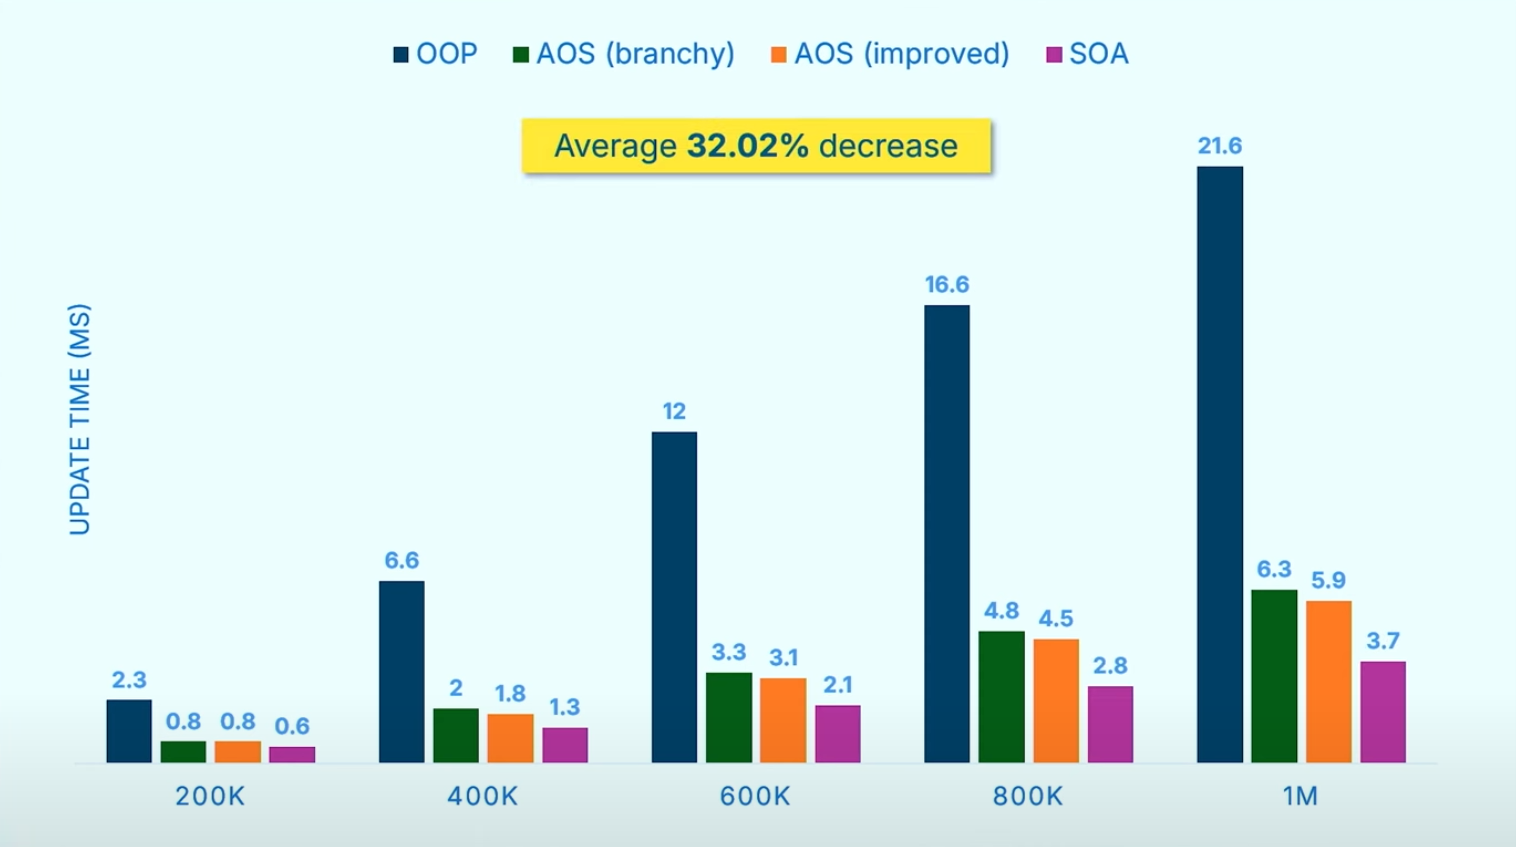 OOP AOS (branchy) AOS (improved) SOA
Average 32.02% decrease
UPDATE TIME (MS)
2.3 0.8 0.8 0.6
6.6 2 1.8 1.3
12 3.3 3.1 2.1
16.6 4.8 4.5 2.8
21.6 6.3 5.9 3.7
200K 400K 600K 800K 1M